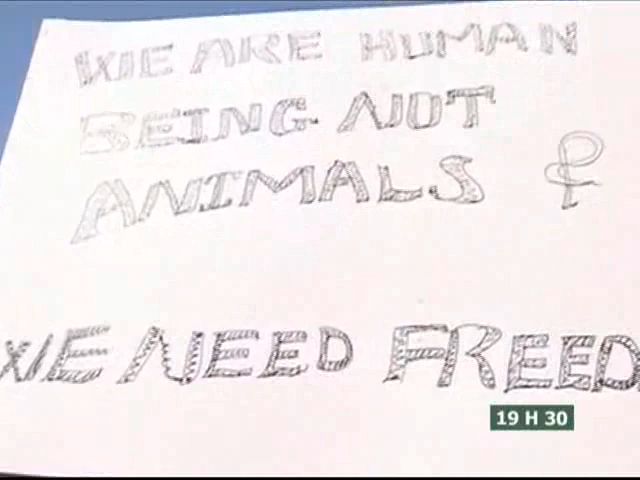 WE ARE HUMAN
BEING NOT
ANIMALS &
WE NEED FREED
19 H 30